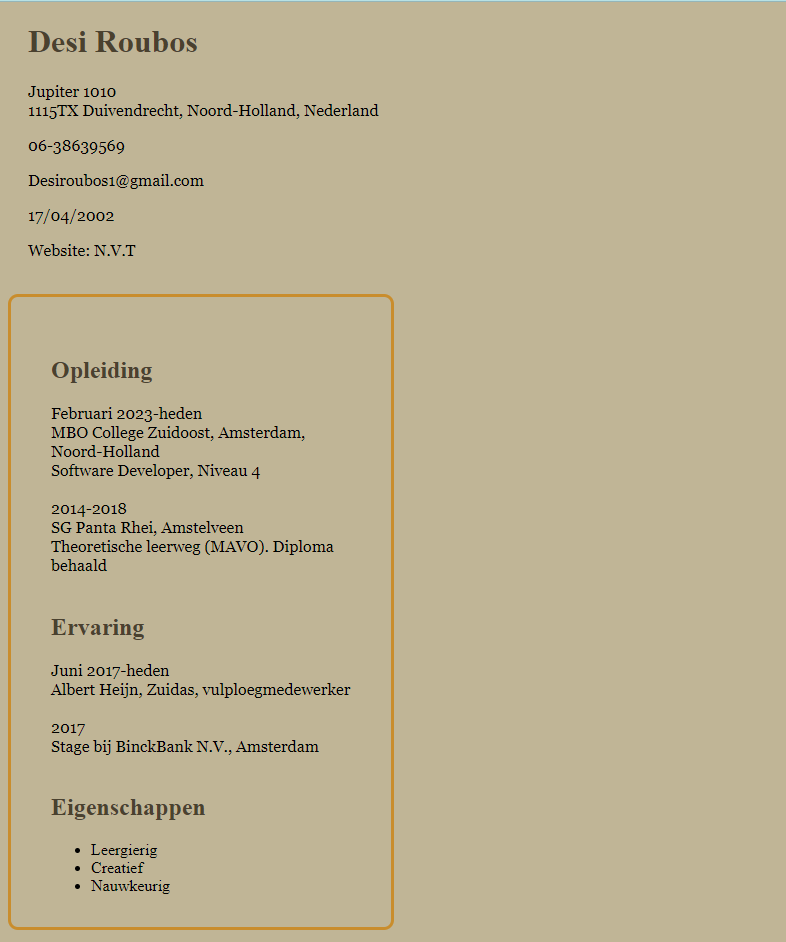 Desi Roubos
Jupiter 1010
1115TX Duivendrecht, Noord-Holland, Nederland
06-38639569
Desiroubos1@gmail.com
17/04/2002
Website: N.V.T
Opleiding
Februari 2023-heden
MBO College Zuidoost, Amsterdam,
Noord-Holland
Software Developer, Niveau 4
2014-2018
SG Panta Rhei, Amstelveen
Theoretische leerweg (MAVO). Diploma
behaald
Ervaring
Juni 2017-heden
Albert Heijn, Zuidas, vulploegmedewerker
2017
Stage bij BinckBank N.V., Amsterdam
Eigenschappen
• Leergierig
• Creatief
• Nauwkeurig